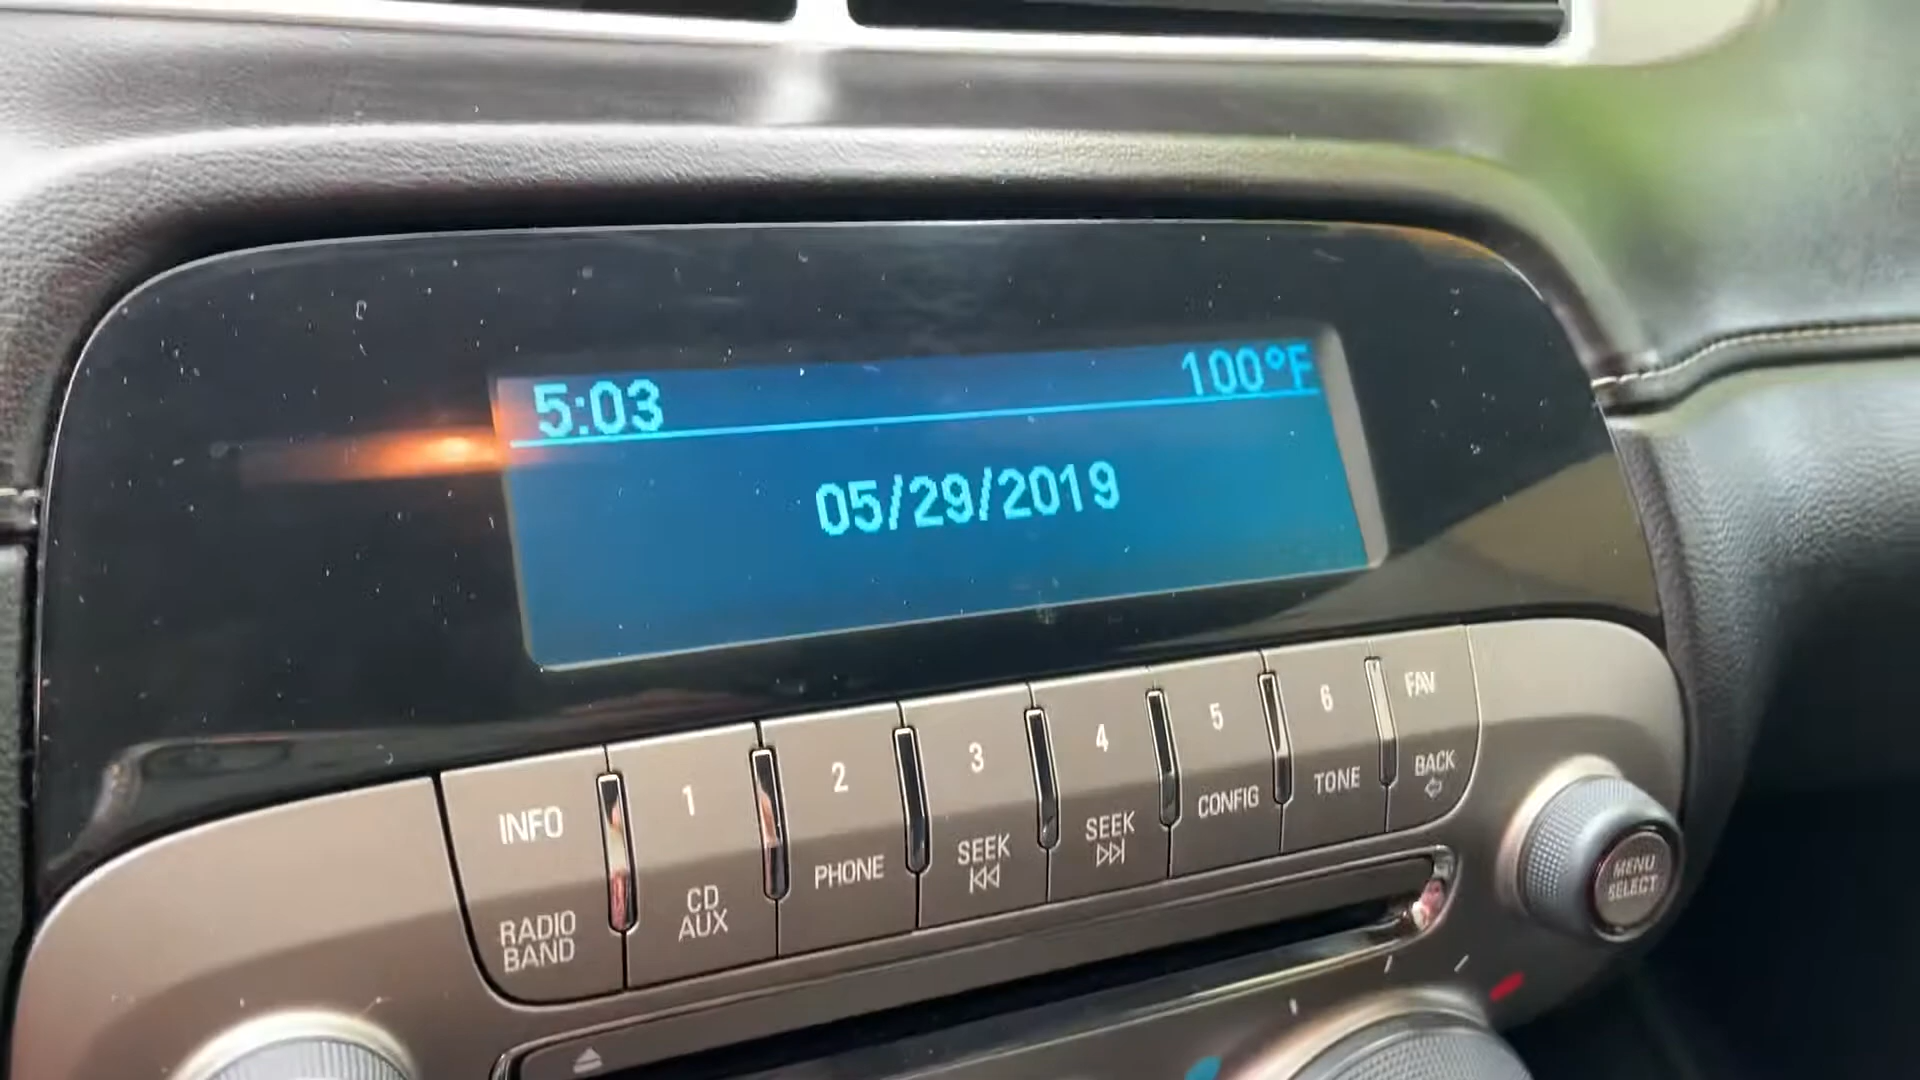 5:03 100°F
05/29/2019
INFO 1 2 3 4 5 6 FAV
RADIO BAND
CD AUX
PHONE
SEEK
SEEK
CONFIG
TONE
BACK
MENU
SELECT